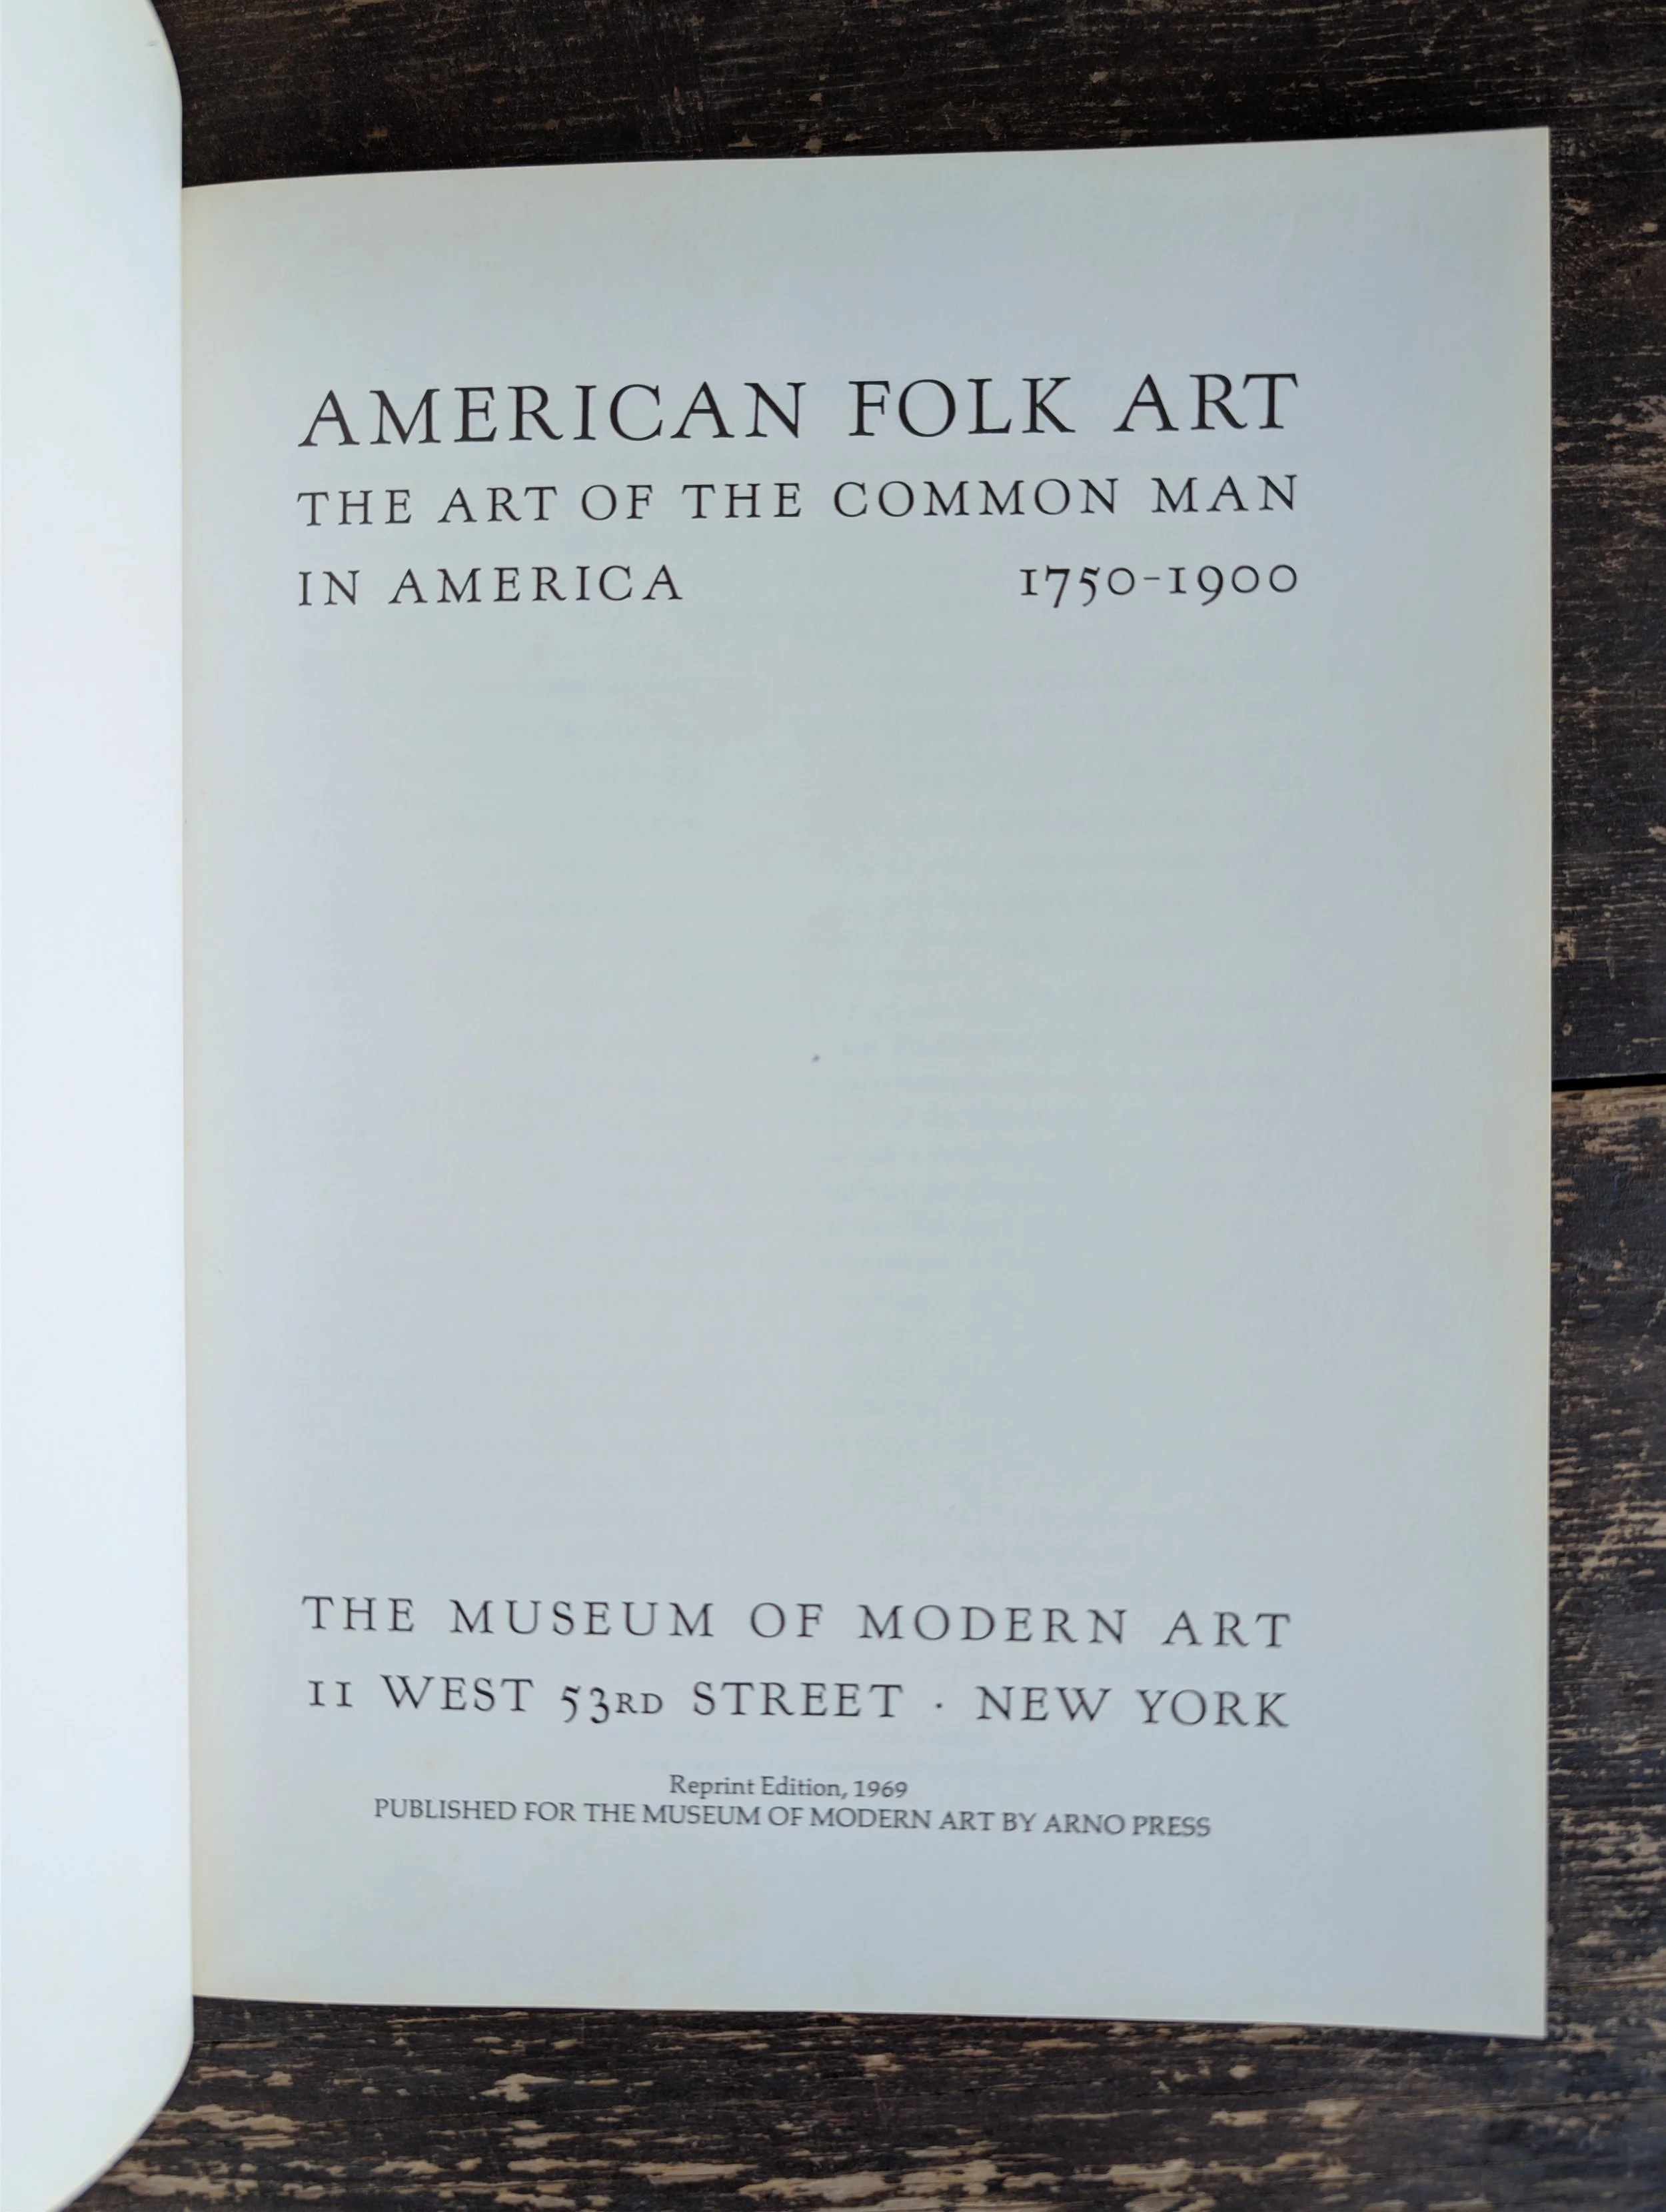 AMERICAN FOLK ART
THE ART OF THE COMMON MAN
IN AMERICA 1750-1900
THE MUSEUM OF MODERN ART
11 WEST 53RD STREET · NEW YORK
Reprint Edition, 1969
PUBLISHED FOR THE MUSEUM OF MODERN ART BY ARNO PRESS